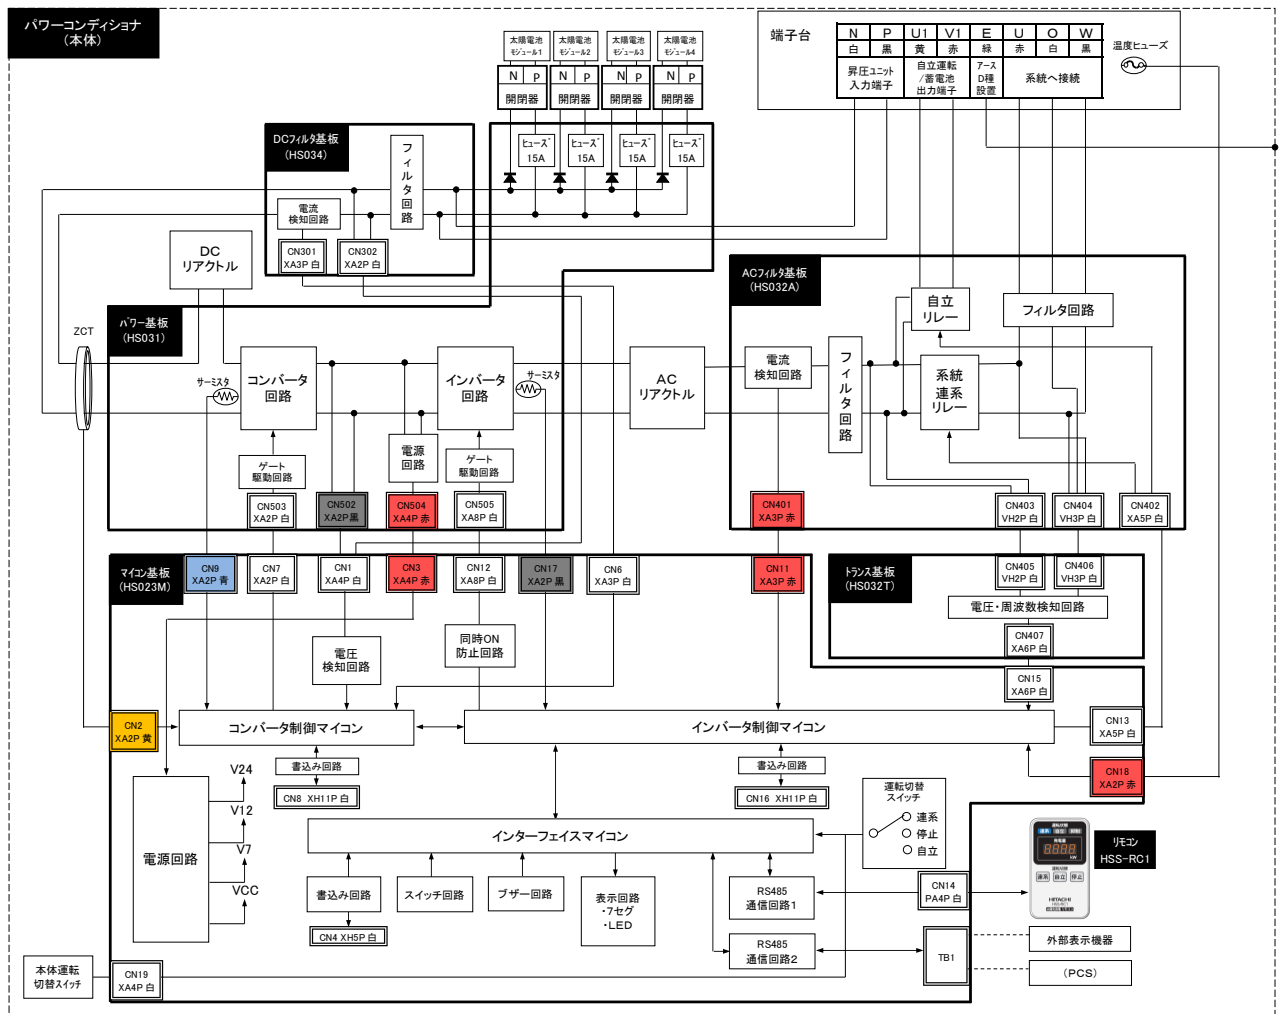 パワーコンディショナ
(本体)
太陽電池
モジュール1
太陽電池
モジュール2
太陽電池
モジュール3
太陽電池
モジュール4
N P
N P
N P
N P
開閉器
開閉器
開閉器
開閉器
ヒューズ
15A
ヒューズ
15A
ヒューズ
15A
ヒューズ
15A
端子台
N P U1 V1 E U O W
白 黒 黄 赤 緑 赤 白 黒
昇圧ユニット
入力端子
自立運転
/蓄電池
出力端子
アース
D種
設置
系統へ接続
温度ヒューズ
DCフィルタ基板
(HS034)
フィルタ回路
電流
検知回路
CN301
XA3P 白
CN302
XA2P 白
DC
リアクトル
ZCT
パワー基板
(HS031)
サーミスタ
コンバータ
回路
インバータ
回路
サーミスタ
ゲート
駆動回路
電源
回路
ゲート
駆動回路
CN503
XA2P 白
CN502
XA2P 黒
CN504
XA4P 赤
CN505
XA8P 白
AC
リアクトル
ACフィルタ基板
(HS032A)
電流
検知回路
フィルタ回路
自立
リレー
フィルタ回路
系統
連系
リレー
CN401
XA3P 赤
CN403
VH2P 白
CN404
VH3P 白
CN402
XA5P 白
マイコン基板
(HS023M)
CN9
XA2P 青
CN7
XA2P 白
CN1
XA4P 白
CN3
XA4P 赤
CN12
XA8P 白
CN17
XA2P 黒
CN6
XA3P 白
CN11
XA3P 赤
トランス基板
(HS032T)
CN405
VH2P 白
CN406
VH3P 白
電圧・周波数検知回路
CN407
XA6P 白
CN15
XA6P 白
電圧
検知回路
同時ON
防止回路
CN2
XA2P 黄
コンバータ制御マイコン
インバータ制御マイコン
CN13
XA5P 白
CN18
XA2P 赤
書込み回路
CN8 XH11P 白
書込み回路
CN16 XH11P 白
電源回路
V24
V12
V7
VCC
運転切替
スイッチ
連系
停止
自立
インターフェイスマイコン
書込み回路
CN4 XH5P 白
スイッチ回路
ブザー回路
表示回路
・7セグ
・LED
RS485
通信回路1
RS485
通信回路2
CN14
PA4P 白
TB1
リモコン
HSS-RC1
kW
連系 自立 停止
HITACHI
外部表示機器
(PCS)
本体運転
切替スイッチ
CN19
XA4P 白